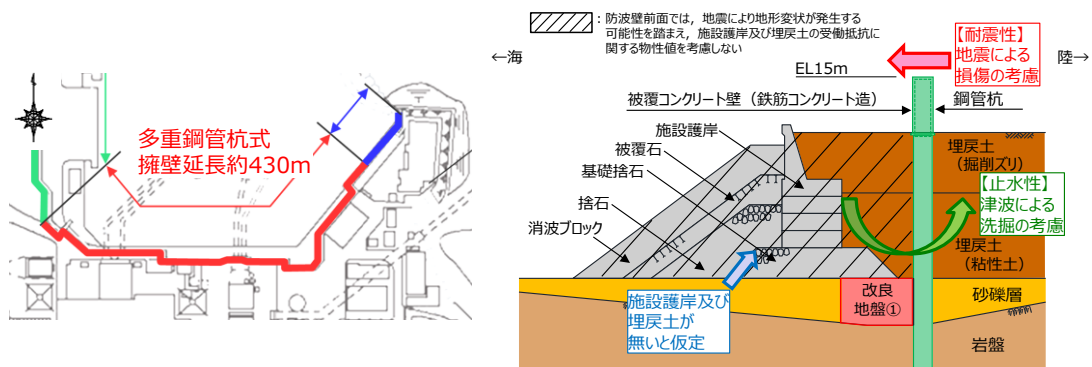 多重鋼管杭式
擁壁延長約430m
：防波壁前面では，地震により地形変状が発生する
可能性を踏まえ，施設護岸及び埋戻土の受働抵抗に
関する物性値を考慮しない
【耐震性】
地震による
損傷の考慮
←海
陸→
EL15m
被覆コンクリート壁（鉄筋コンクリート造）
鋼管杭
施設護岸
被覆石
基礎捨石
捨石
消波ブロック
埋戻土
（掘削ズリ）
【止水性】
津波による
洗掘の考慮
埋戻土
（粘性土）
施設護岸及び
埋戻土が
無いと仮定
改良
地盤①
砂礫層
岩盤